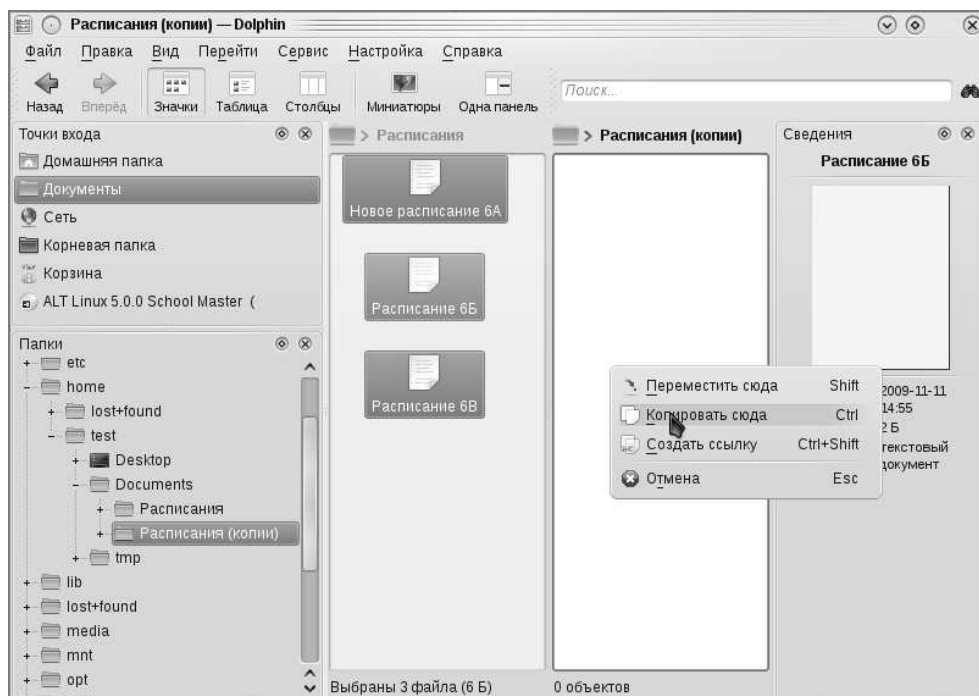 Расписания (копии) — Dolphin
Файл Правка Вид Перейти Сервис Настройка Справка
Назад Вперёд Значки Таблица Столбцы Миниатюры Одна панель Поиск...
Точки входа
Домашняя папка
Документы
Сеть
Корневая папка
Корзина
ALT Linux 5.0.0 School Master (
Папки
etc
home
lost+found
test
Desktop
Documents
Расписания
Расписания (копии)
tmp
lib
lost+found
media
mnt
opt
> Расписания
Новое расписание 6А
Расписание 6Б
Расписание 6В
Выбраны 3 файла (6 Б)
> Расписания (копии)
Переместить сюда Shift
Копировать сюда Ctrl
Создать ссылку Ctrl+Shift
Отмена Esc
0 объектов
Сведения
Расписание 6Б
2009-11-11
14:55
2 Б
текстовый
документ